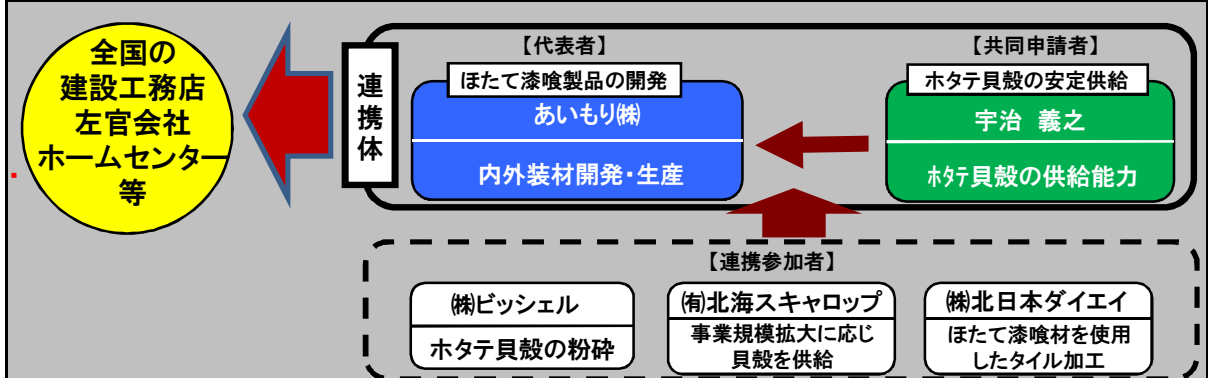 全国の
建設工務店
左官会社
ホームセンター
等
連携体
【代表者】
ほたて漆喰製品の開発
あいもり㈱
内外装材開発・生産
【共同申請者】
ホタテ貝殻の安定供給
宇治　義之
ﾎﾀﾃ貝殻の供給能力
【連携参加者】
㈱ビッシェル
ホタテ貝殻の粉砕
㈲北海スキャロップ
事業規模拡大に応じ
貝殻を供給
㈱北日本ダイエイ
ほたて漆喰材を使用
したタイル加工